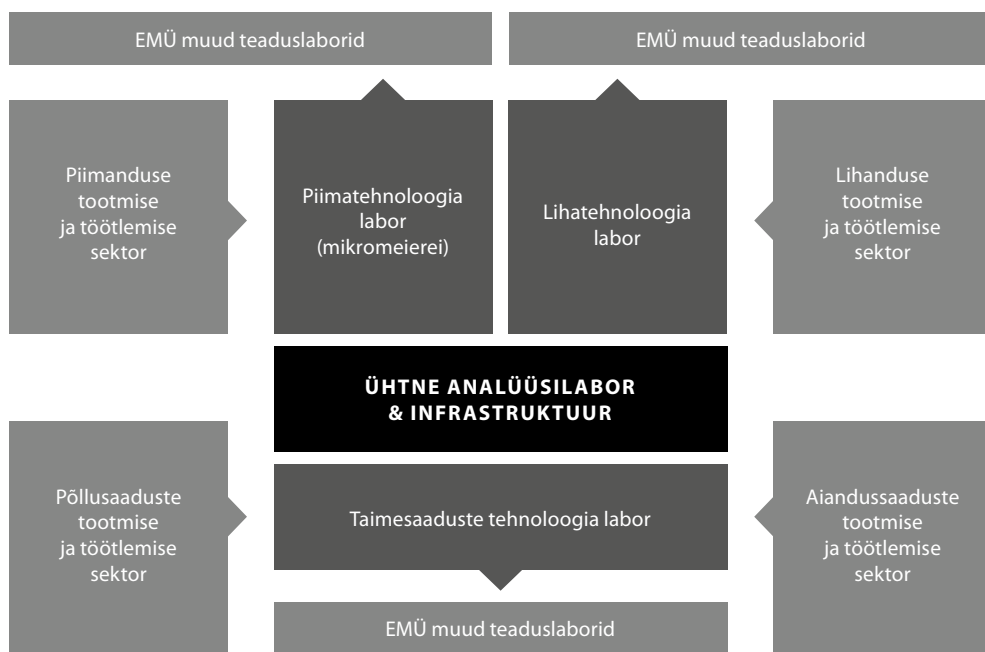 EMÜ muud teaduslaborid
EMÜ muud teaduslaborid
Piimanduse
tootmise
ja töötlemise
sektor
Piimatehnoloogia
labor
(mikromeierei)
Lihatehnoloogia
labor
Lihanduse
tootmise
ja töötlemise
sektor
ÜHTNE ANALÜÜSILABOR
& INFRASTRUKTUUR
Põllusaaduste
tootmise
ja töötlemise
sektor
Taimesaaduste tehnoloogia labor
Aiandussaaduste
tootmise
ja töötlemise
sektor
EMÜ muud teaduslaborid